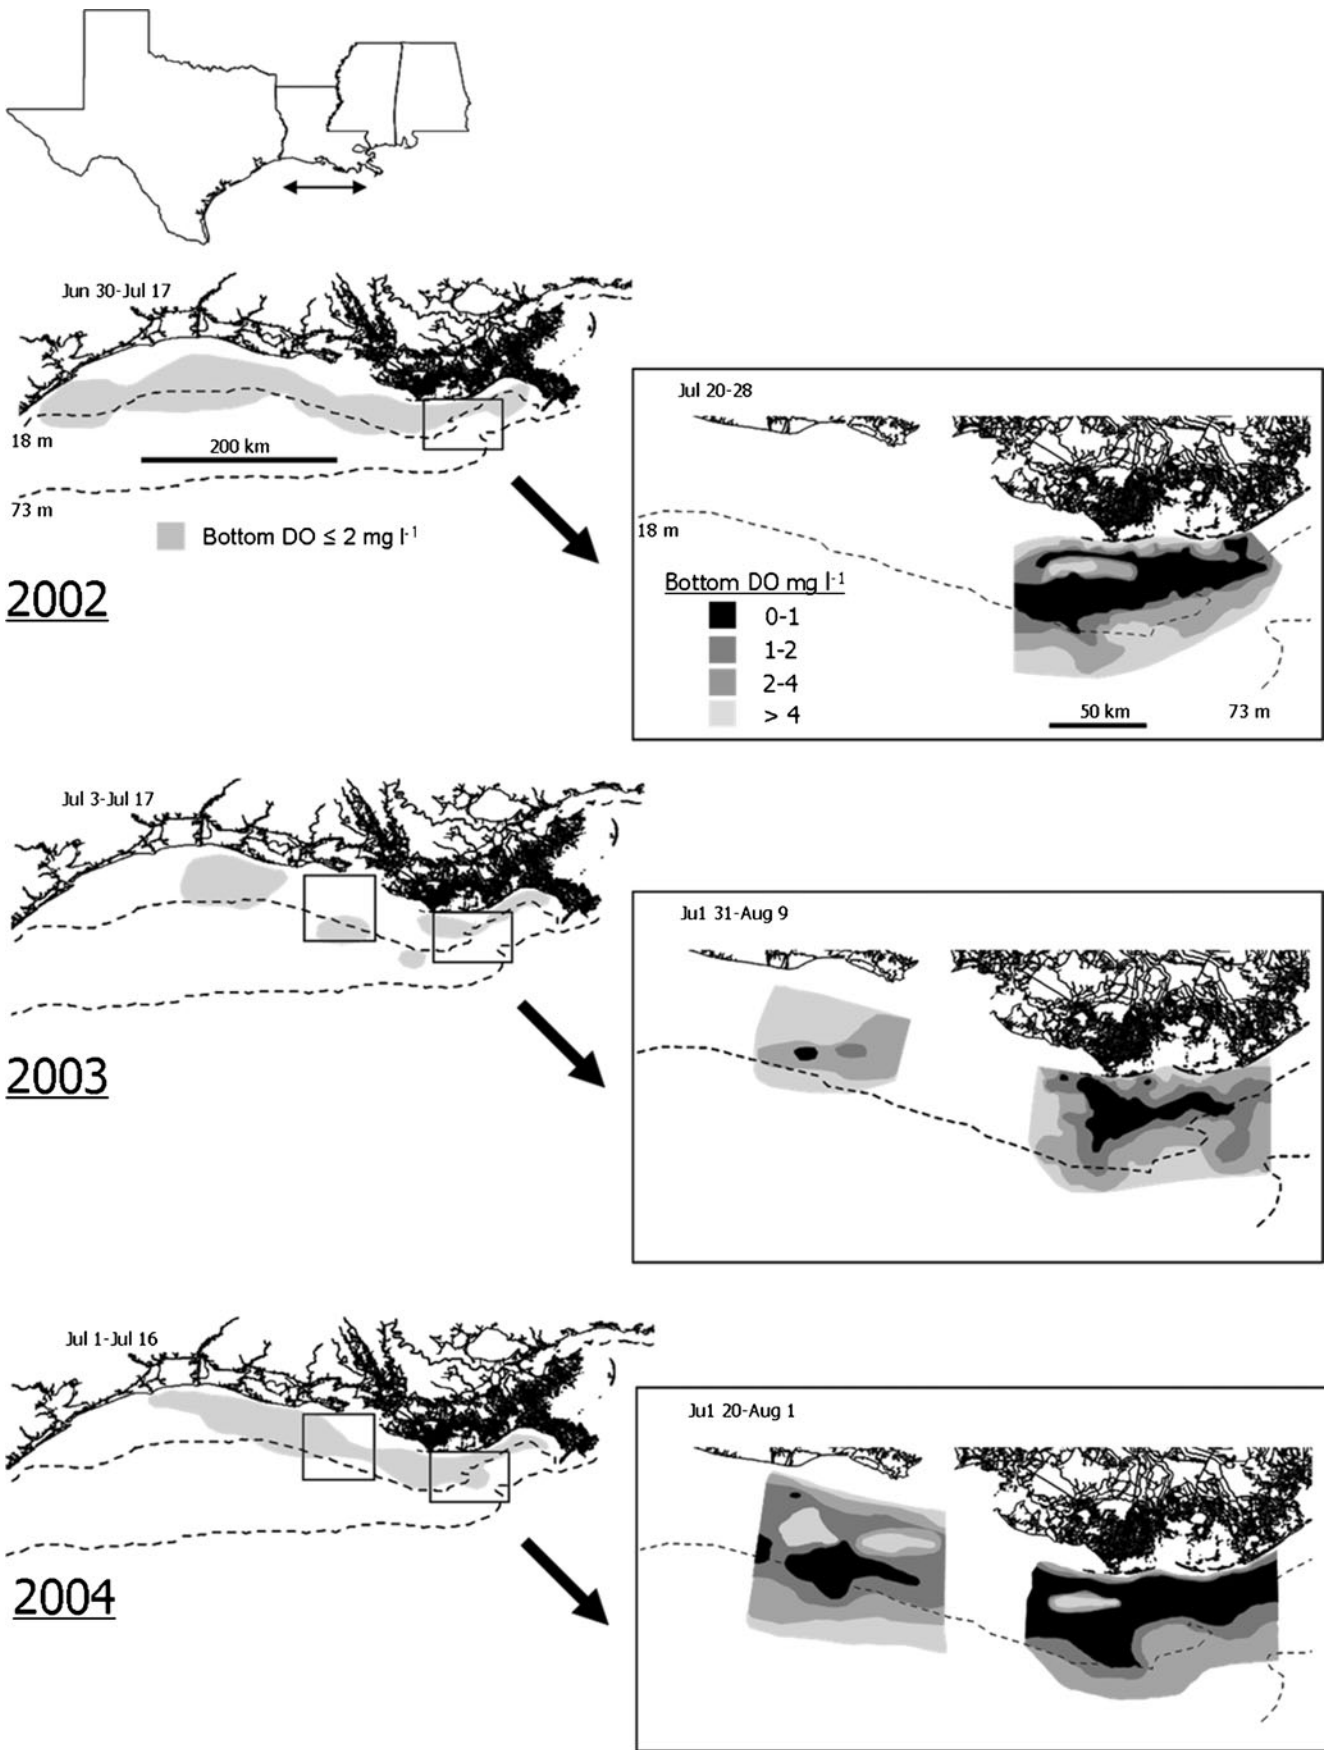 Jun 30-Jul 17
18 m
200 km
73 m
Bottom DO ≤ 2 mg l-1
2002
Jul 20-28
18 m
Bottom DO mg l-1
0-1
1-2
2-4
> 4
50 km
73 m
Jul 3-Jul 17
2003
Ju1 31-Aug 9
Jul 1-Jul 16
2004
Ju1 20-Aug 1